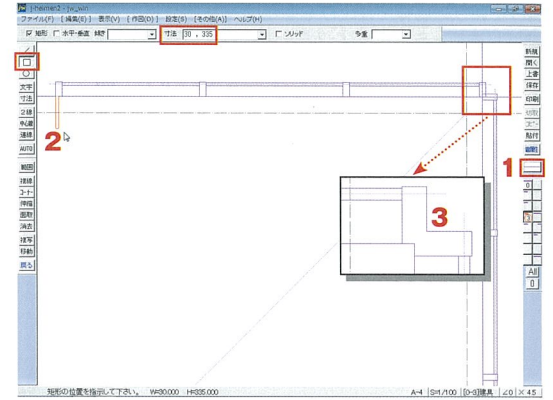 j-heimen2 - jw_win
ファイル(F) [編集(E)] 表示(V) [作図(D)] 設定(S) [その他(A)] ヘルプ(H)
矩形 水平・垂直 傾き 寸法 30 , 335 ソリッド 多重
／
□
○
文字
寸法
2線
中心線
連線
AUTO
範囲
複線
コーナー
伸縮
面取
消去
複写
移動
戻る
新規
開く
上書
保存
印刷
切取
コピー
貼付
1
0
All
0
2
3
矩形の位置を指示して下さい。 W=30.000 H=335.000
A-4 S=1/100 [0-3]建具 ∠0 × 4.5